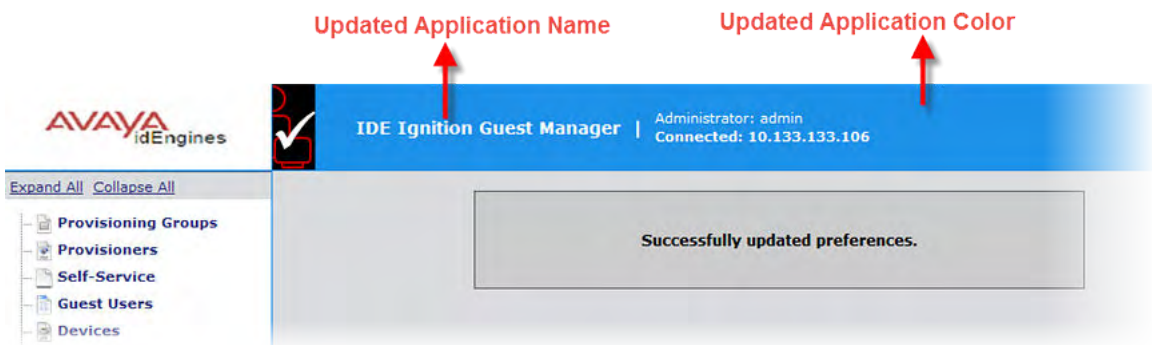 Updated Application Name
Updated Application Color
AVAYA
idEngines
IDE Ignition Guest Manager | Administrator: admin
Connected: 10.133.133.106
Expand All Collapse All
Provisioning Groups
Provisioners
Self-Service
Guest Users
Devices
Successfully updated preferences.